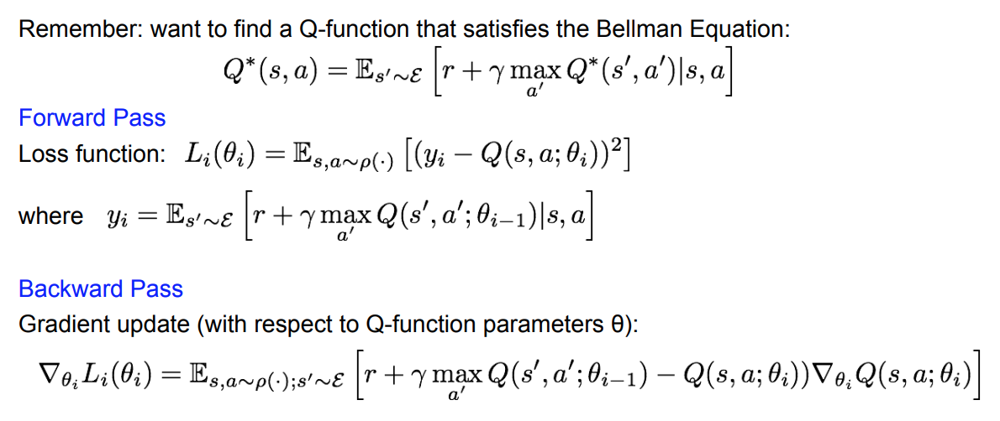 Remember: want to find a Q-function that satisfies the Bellman Equation:
$Q^*(s, a) = \mathbb{E}_{s' \sim \mathcal{E}} \left[ r + \gamma \max_{a'} Q^*(s', a') | s, a \right]$
Forward Pass
Loss function: $L_i(\theta_i) = \mathbb{E}_{s,a \sim \rho(\cdot)} \left[ (y_i - Q(s, a; \theta_i))^2 \right]$
where $y_i = \mathbb{E}_{s' \sim \mathcal{E}} \left[ r + \gamma \max_{a'} Q(s', a'; \theta_{i-1}) | s, a \right]$
Backward Pass
Gradient update (with respect to Q-function parameters θ):
$\nabla_{\theta_i} L_i(\theta_i) = \mathbb{E}_{s,a \sim \rho(\cdot); s' \sim \mathcal{E}} \left[ r + \gamma \max_{a'} Q(s', a'; \theta_{i-1}) - Q(s, a; \theta_i)) \nabla_{\theta_i} Q(s, a; \theta_i) \right]$